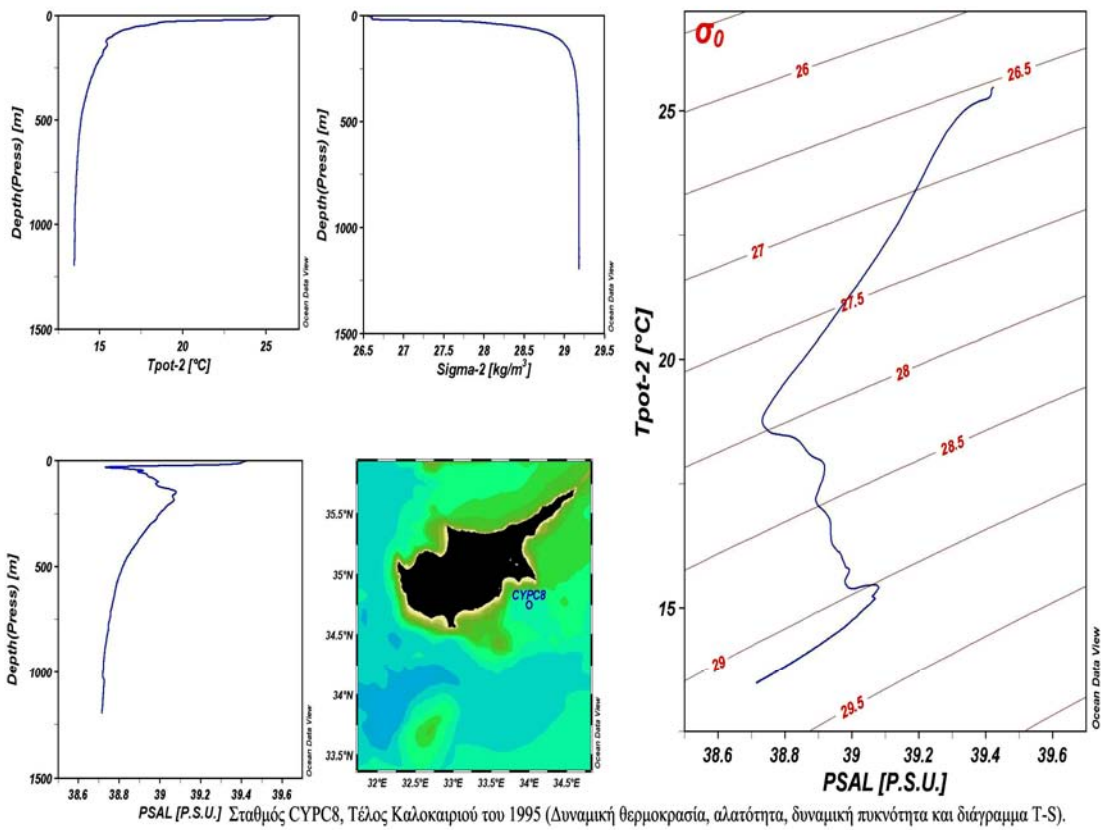 0
500
1000
1500
15
20
25
Depth(Press) [m]
Tpot-2 [°C]
Ocean Data View
0
500
1000
1500
26.5
27
27.5
28
28.5
29
29.5
Depth(Press) [m]
Sigma-2 [kg/m³]
Ocean Data View
σ0
26
26.5
27
27.5
28
28.5
29
29.5
25
20
15
Tpot-2 [°C]
38.6
38.8
39
39.2
39.4
39.6
PSAL [P.S.U.]
Ocean Data View
0
500
1000
1500
Depth(Press) [m]
38.6
38.8
39
39.2
39.4
39.6
Ocean Data View
35.5°N
35°N
34.5°N
34°N
33.5°N
CYPC8
32°E
32.5°E
33°E
33.5°E
34°E
34.5°E
Ocean Data View
PSAL [P.S.U.] Σταθμός CYPC8, Τέλος Καλοκαιριού του 1995 (Δυναμική θερμοκρασία, αλατότητα, δυναμική πυκνότητα και διάγραμμα T-S).